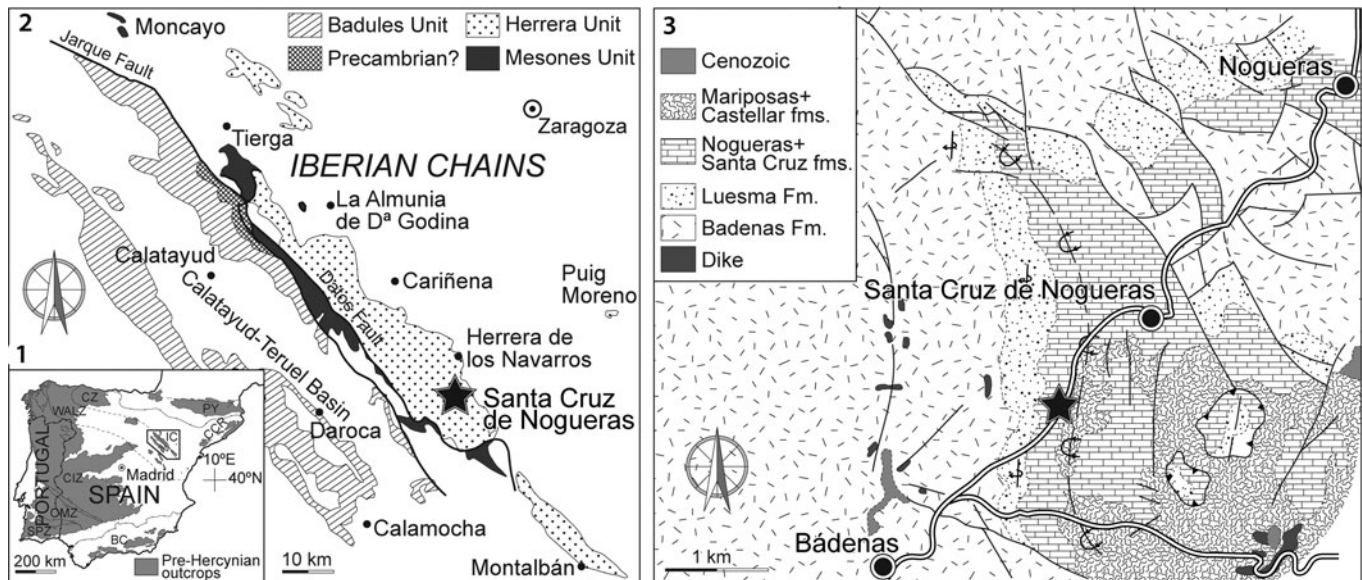 2
Moncayo
Badules Unit
Herrera Unit
Precambrian?
Mesones Unit
Jarque Fault
Tierga
Zaragoza
IBERIAN CHAINS
La Almunia
de Dª Godina
Calatayud
Cariñena
Puig
Moreno
Datos Fault
Calatayud-Teruel Basin
Herrera de
los Navarros
Santa Cruz
de Nogueras
Daroca
Calamocha
Montalbán
10 km
1
CZ
PY
WALZ
CCR
IC
10ºE
40ºN
Madrid
CIZ
SPAIN
PORTUGAL
OMZ
SPZ
BC
200 km
Pre-Hercynian
outcrops
3
Cenozoic
Mariposas+
Castellar fms.
Nogueras+
Santa Cruz fms.
Luesma Fm.
Badenas Fm.
Dike
Nogueras
Santa Cruz de Nogueras
Bádenas
1 km